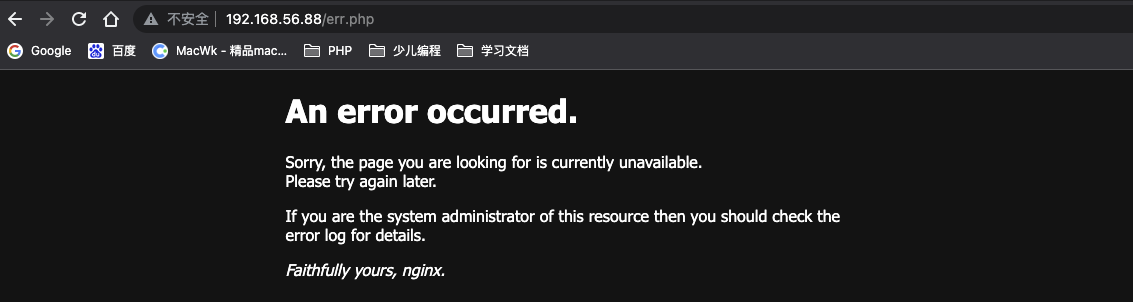 不安全 192.168.56.88/err.php
Google 百度 MacWk - 精品mac... PHP 少儿编程 学习文档
An error occurred.
Sorry, the page you are looking for is currently unavailable.
Please try again later.
If you are the system administrator of this resource then you should check the
error log for details.
Faithfully yours, nginx.